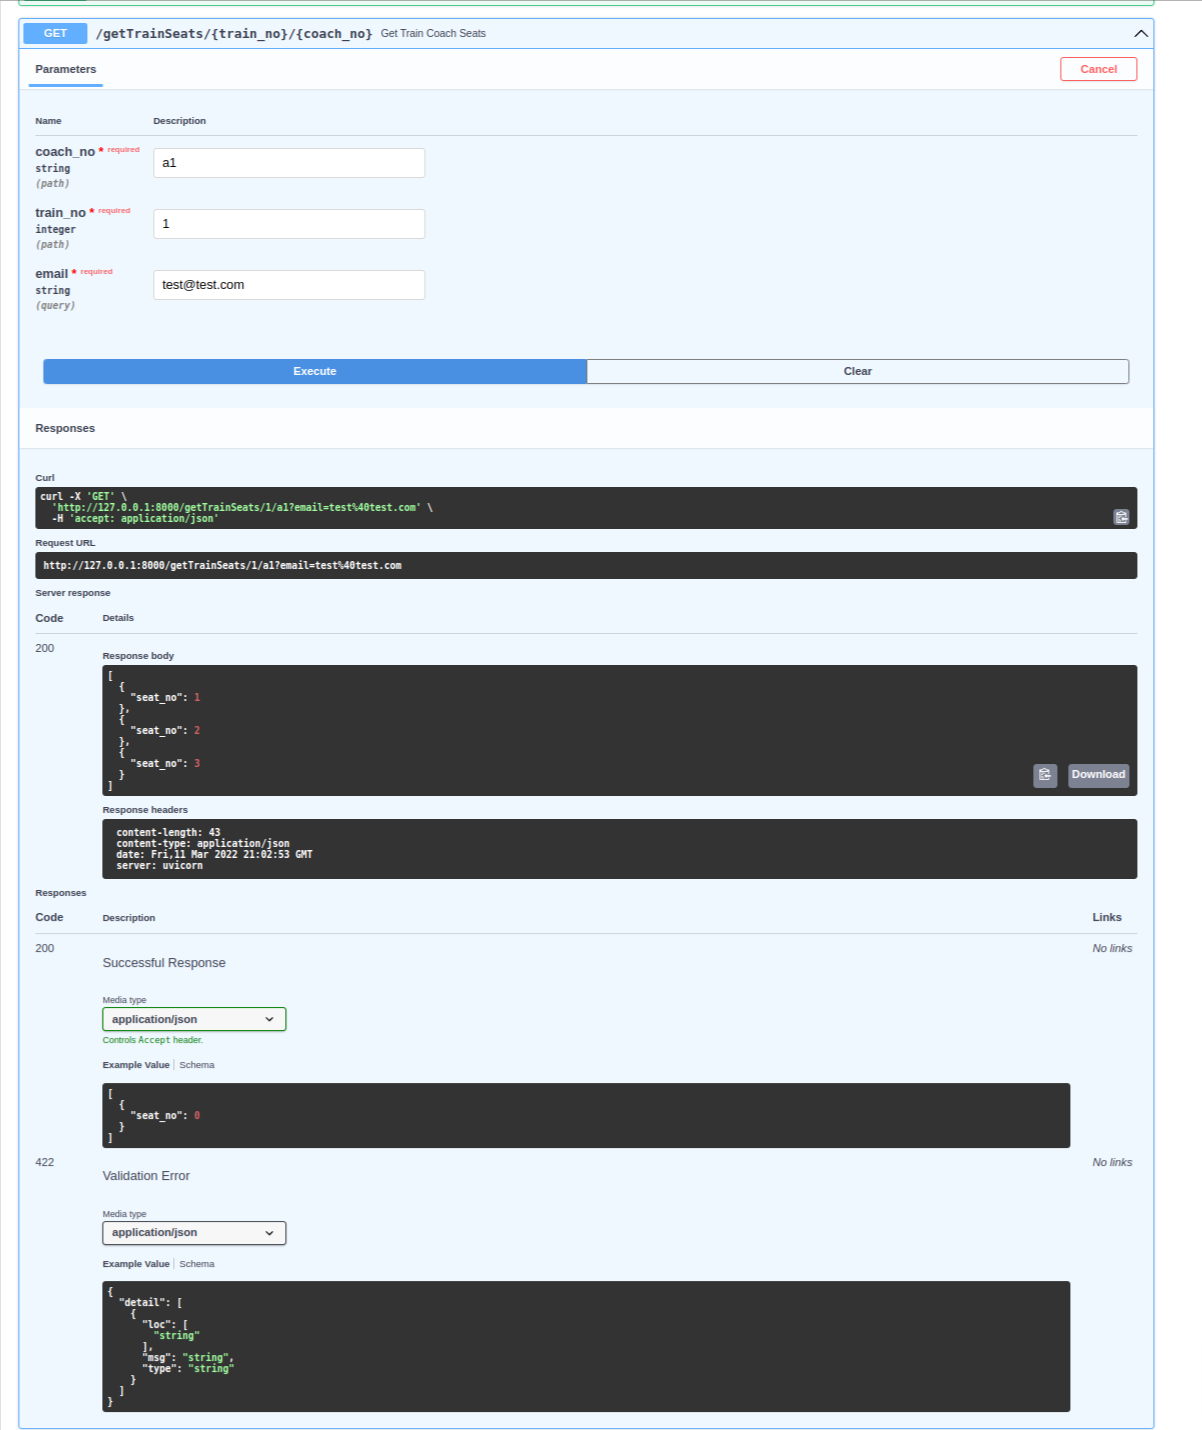 GET /getTrainSeats/{train_no}/{coach_no} Get Train Coach Seats
Parameters
Cancel
Name Description
coach_no * required
string
(path)
a1
train_no * required
integer
(path)
1
email * required
string
(query)
test@test.com
Execute Clear
Responses
Curl
curl -X 'GET' \
'http://127.0.0.1:8000/getTrainSeats/1/a1?email=test%40test.com' \
-H 'accept: application/json'
Request URL
http://127.0.0.1:8000/getTrainSeats/1/a1?email=test%40test.com
Server response
Code Details
200
Response body
[
{
"seat_no": 1
},
{
"seat_no": 2
},
{
"seat_no": 3
}
]
Download
Response headers
content-length: 43
content-type: application/json
date: Fri,11 Mar 2022 21:02:53 GMT
server: uvicorn
Responses
Code Description Links
200 No links
Successful Response
Media type
application/json
Controls Accept header.
Example Value Schema
[
{
"seat_no": 0
}
]
422 No links
Validation Error
Media type
application/json
Example Value Schema
{
"detail": [
{
"loc": [
"string"
],
"msg": "string",
"type": "string"
}
]
}